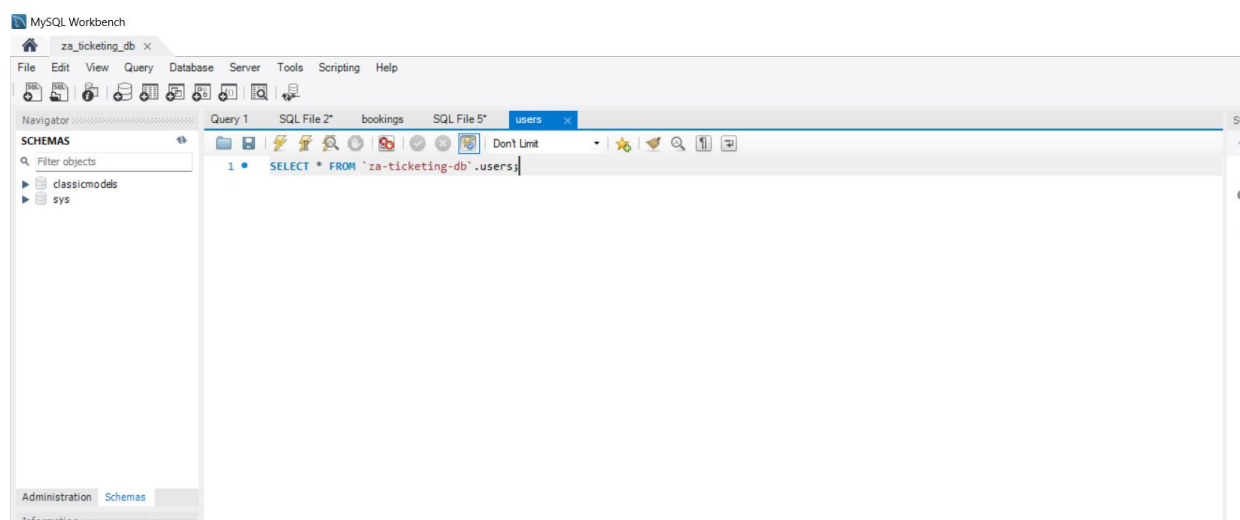 MySQL Workbench
za_ticketing_db
File Edit View Query Database Server Tools Scripting Help
Navigator
Query 1 SQL File 2* bookings SQL File 5* users
SCHEMAS
Don't Limit
Filter objects
1 SELECT * FROM `za-ticketing-db`.users;
classicmodels
sys
Administration Schemas
Information